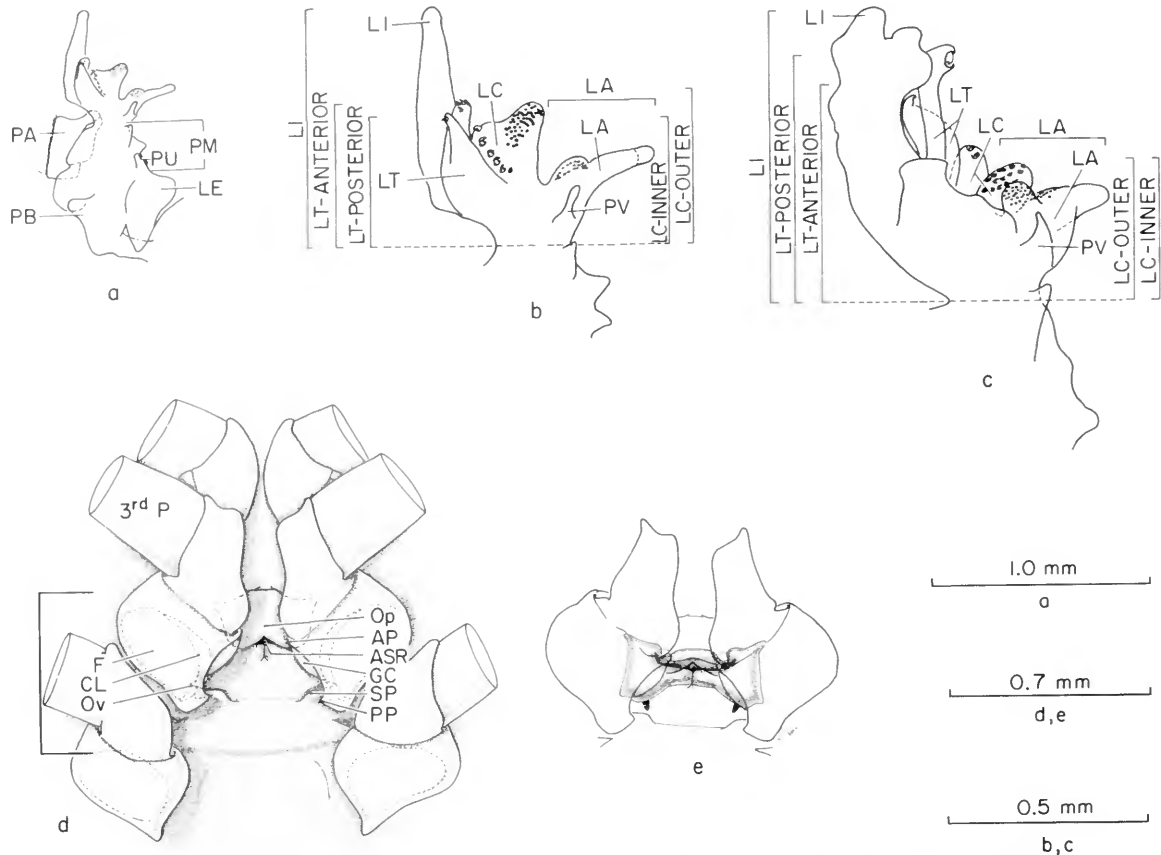 PA
PB
PM
PU
LE
a
LI
LT-ANTERIOR
LT-POSTERIOR
LI
LC
LT
LA
LA
PV
LC-INNER
LC-OUTER
b
LI
LT-POSTERIOR
LT-ANTERIOR
LI
LT
LC
LA
LA
PV
LC-OUTER
LC-INNER
c
3rd P
F
CL
Ov
Op
AP
ASR
GC
SP
PP
d
e
1.0 mm
a
0.7 mm
d,e
0.5 mm
b,c